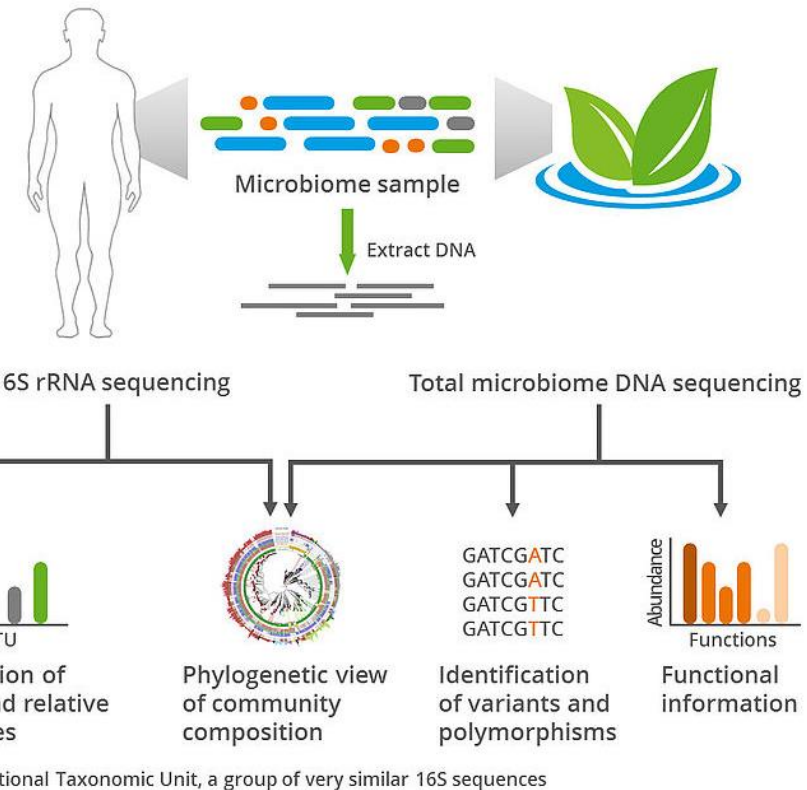 Microbiome sample
Extract DNA
6S rRNA sequencing
Total microbiome DNA sequencing
GATCGATC
GATCGATC
GATCGTTC
GATCGTTC
Abundance
Functions
TU
ion of
nd relative
es
Phylogenetic view
of community
composition
Identification
of variants and
polymorphisms
Functional
information
tional Taxonomic Unit, a group of very similar 16S sequences